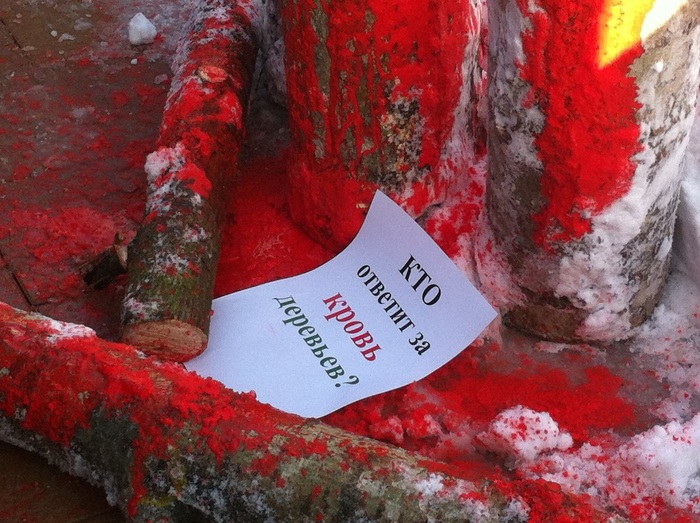 КТО
ответит за
кровь
деревьев?